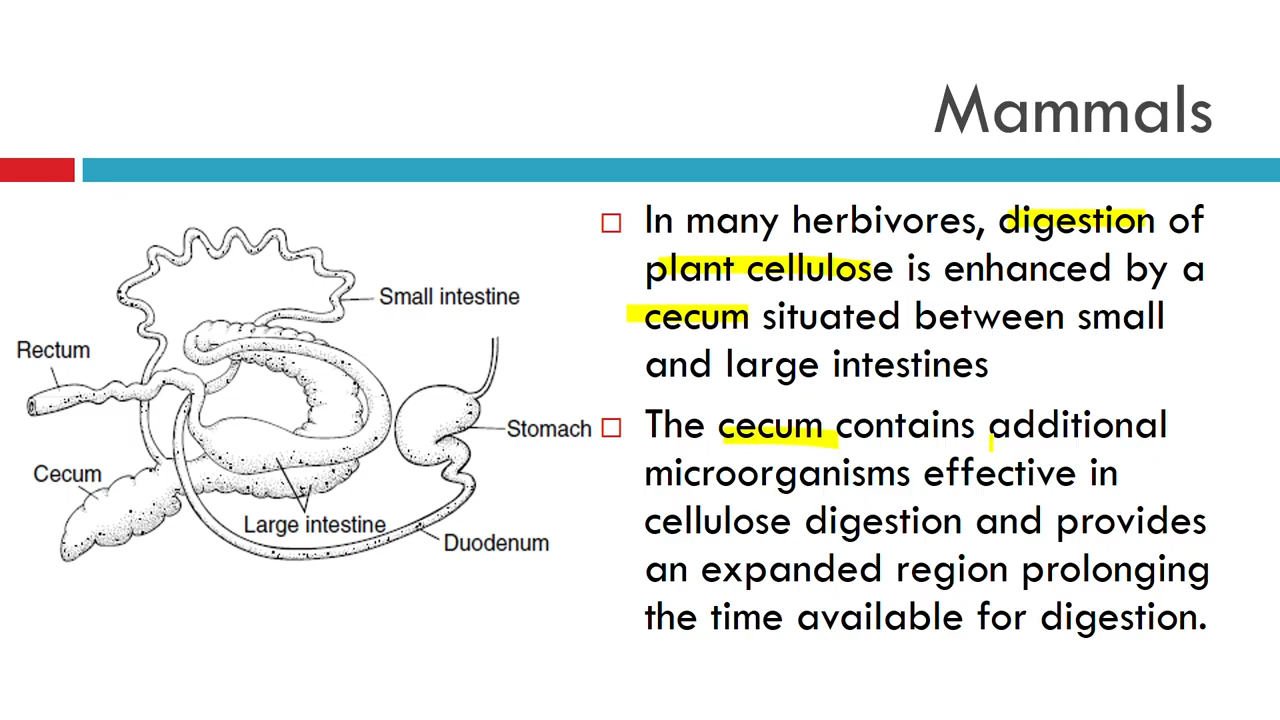 Mammals
In many herbivores, digestion of
plant cellulose is enhanced by a
cecum situated between small
and large intestines
The cecum contains additional
microorganisms effective in
cellulose digestion and provides
an expanded region prolonging
the time available for digestion.
Small intestine
Rectum
Stomach
Cecum
Large intestine
Duodenum